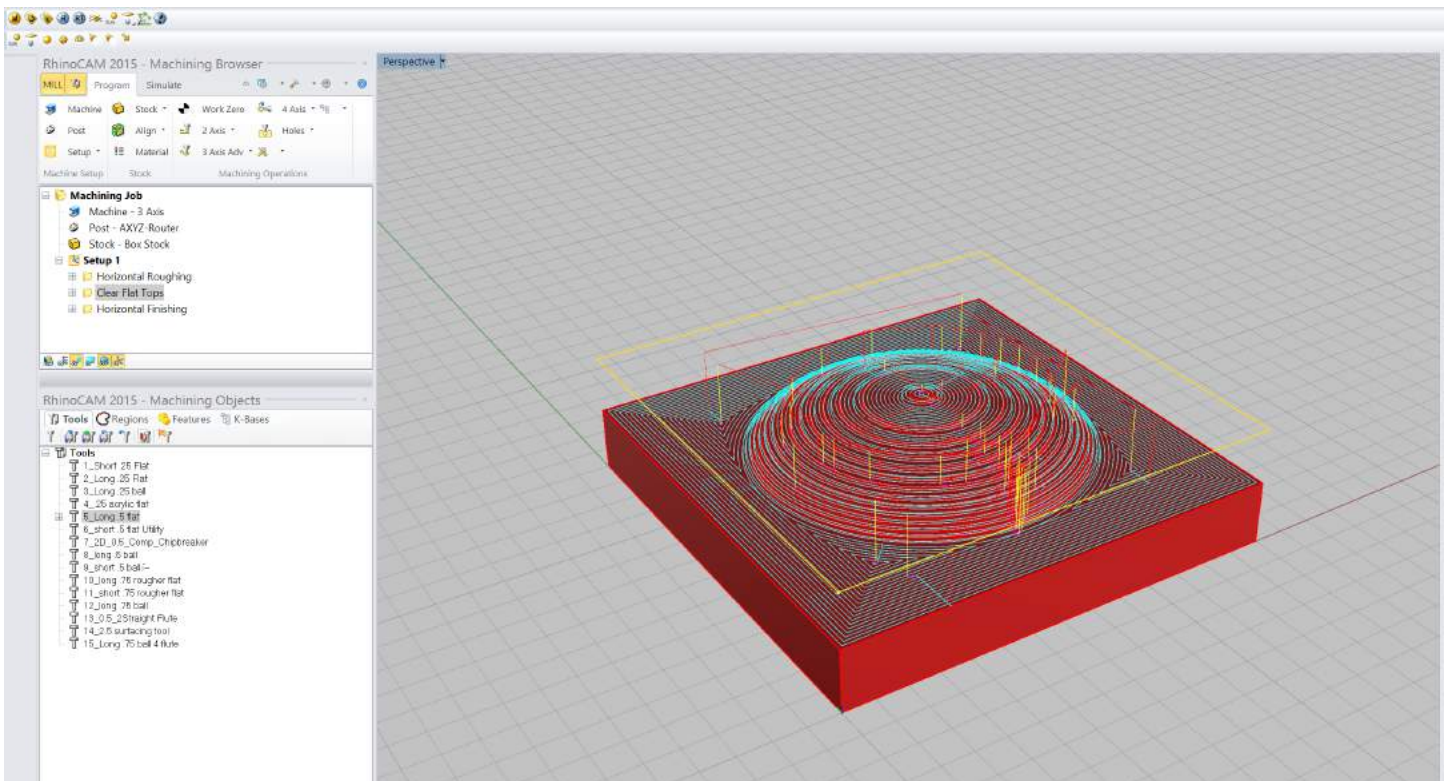 RhinoCAM 2015 - Machining Browser
MILL Program Simulate
Machine Stock Work Zero 4 Axis
Post Align 2 Axis Holes
Setup Material 3 Axis Adv
Machine Setup Stock Machining Operations
Machining Job
Machine - 3 Axis
Post - AXYZ-Router
Stock - Box Stock
Setup 1
Horizontal Roughing
Clear Flat Tops
Horizontal Finishing
RhinoCAM 2015 - Machining Objects
Tools Regions Features K-Bases
Tools
1_Short .25 Flat
2_Long .25 Flat
3_Long .25 ball
4_.25 acrylic flat
5_Long .5 flat
6_short .5 flat Utility
7_2D_0.5_Comp_Chipbreaker
8_long .5 ball
9_short .5 ball
10_long .75 rougher flat
11_short .75 rougher flat
12_long .75 ball
13_0.5_2Straight Flute
14_2.5 surfacing tool
15_Long .75 ball 4 flute
Perspective